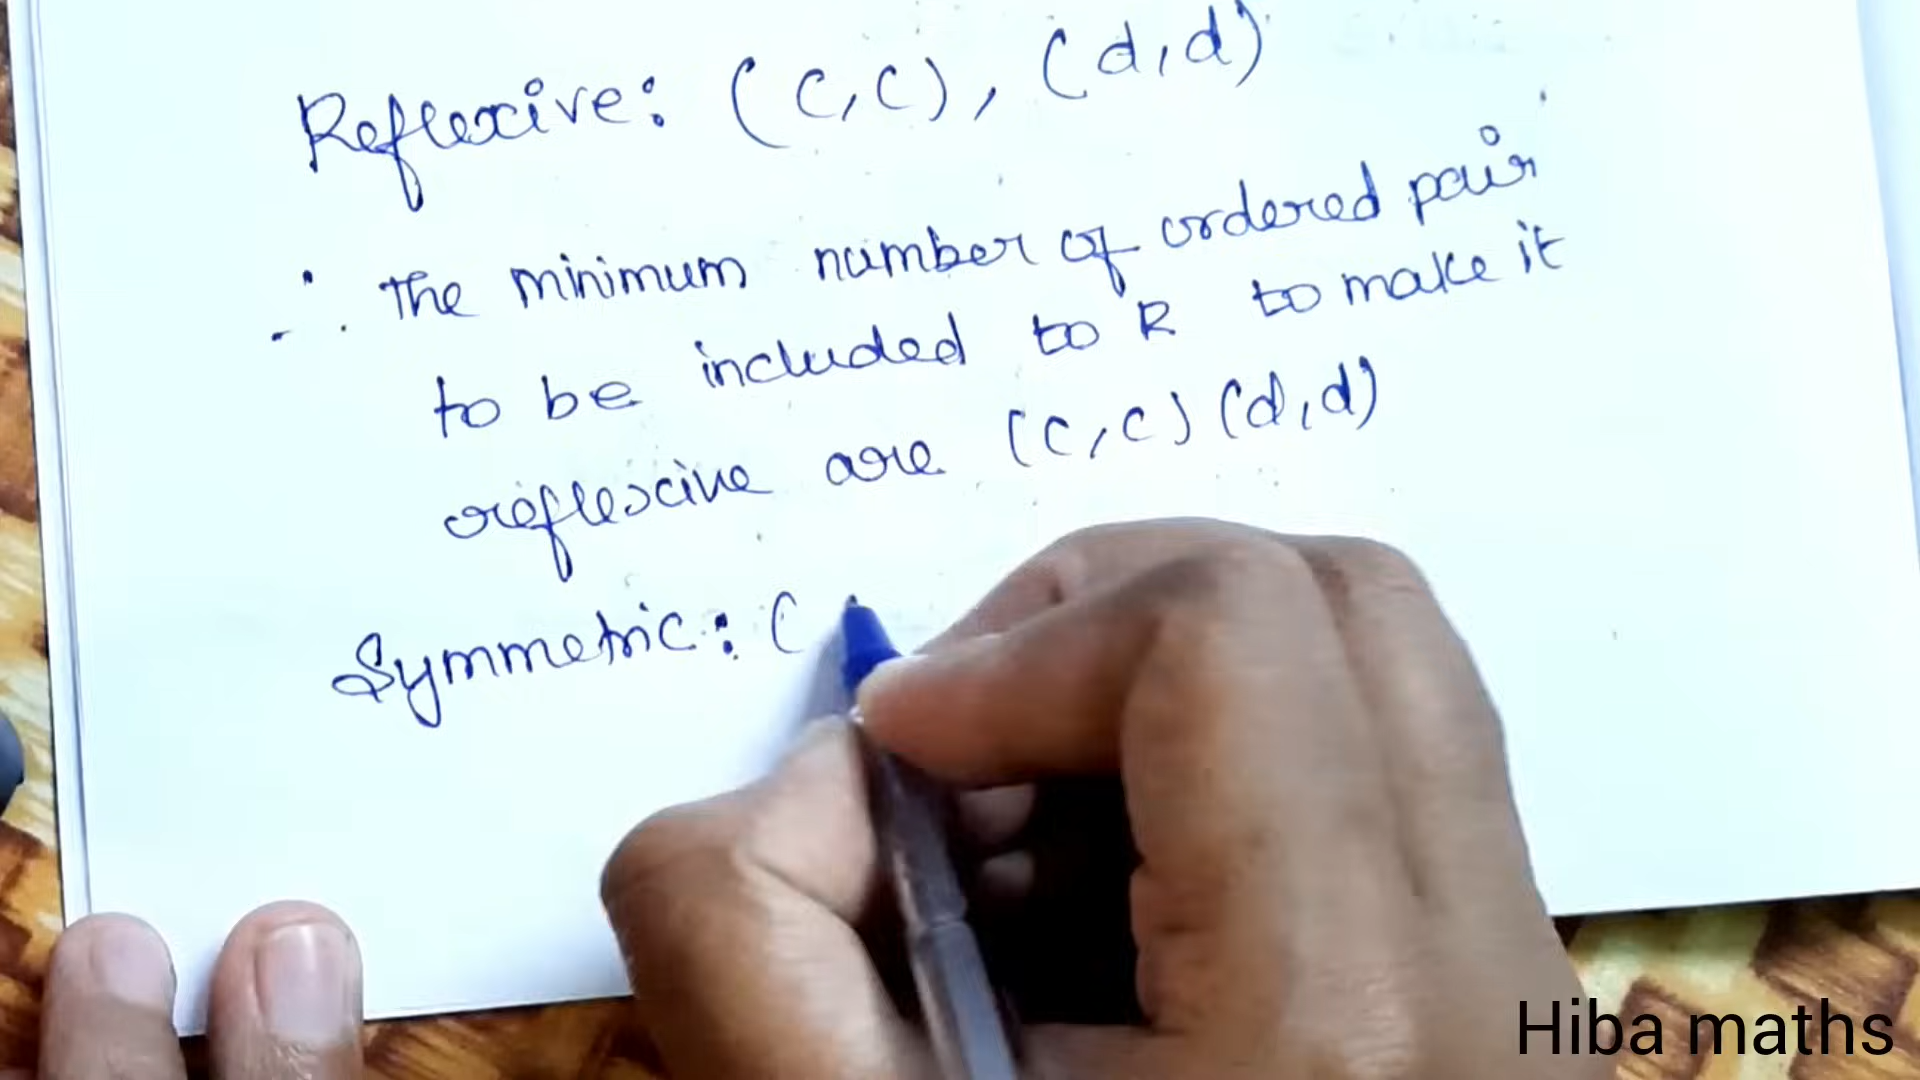 Reflexive: (c,c), (d,d)
∴ The minimum number of ordered pair
to be included to R to make it
reflexive are (c,c) (d,d)
Symmetric: (
Hiba maths